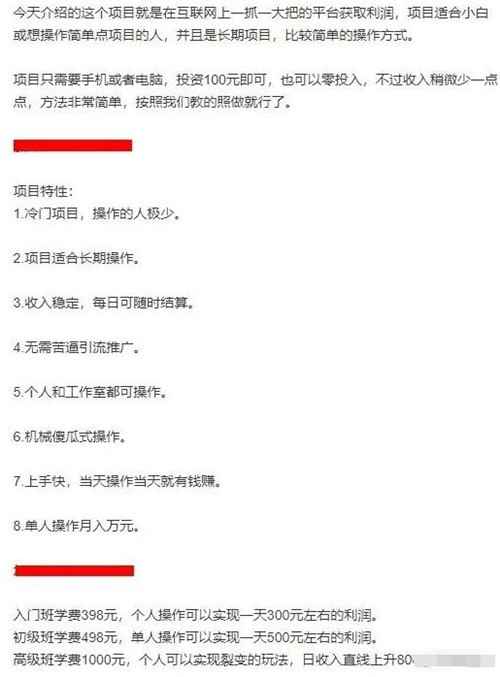 今天介绍的这个项目就是在互联网上一抓一大把的平台获取利润，项目适合小白
或想操作简单点项目的人，并且是长期项目，比较简单的操作方式。
项目只需要手机或者电脑，投资100元即可，也可以零投入，不过收入稍微少一点
点，方法非常简单，按照我们教的照做就行了。
项目特性：
1.冷门项目，操作的人极少。
2.项目适合长期操作。
3.收入稳定，每日可随时结算。
4.无需苦逼引流推广。
5.个人和工作室都可操作。
6.机械傻瓜式操作。
7.上手快，当天操作当天就有钱赚。
8.单人操作月入万元。
入门班学费398元，个人操作可以实现一天300元左右的利润。
初级班学费498元，单人操作可以实现一天500元左右的利润。
高级班学费1000元，个人可以实现裂变的玩法，日收入直线上升80